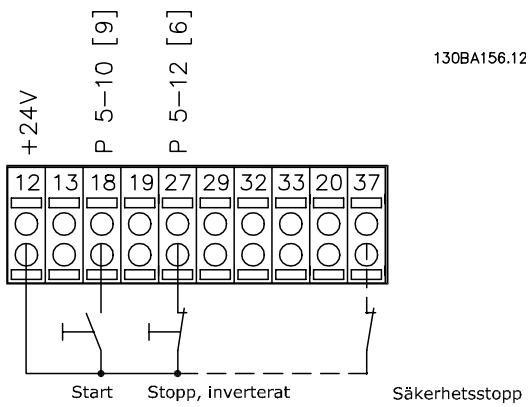 130BA156.12
+24V
P 5-10 [9]
P 5-12 [6]
12 13 18 19 27 29 32 33 20 37
Start
Stopp, inverterat
Säkerhetsstopp